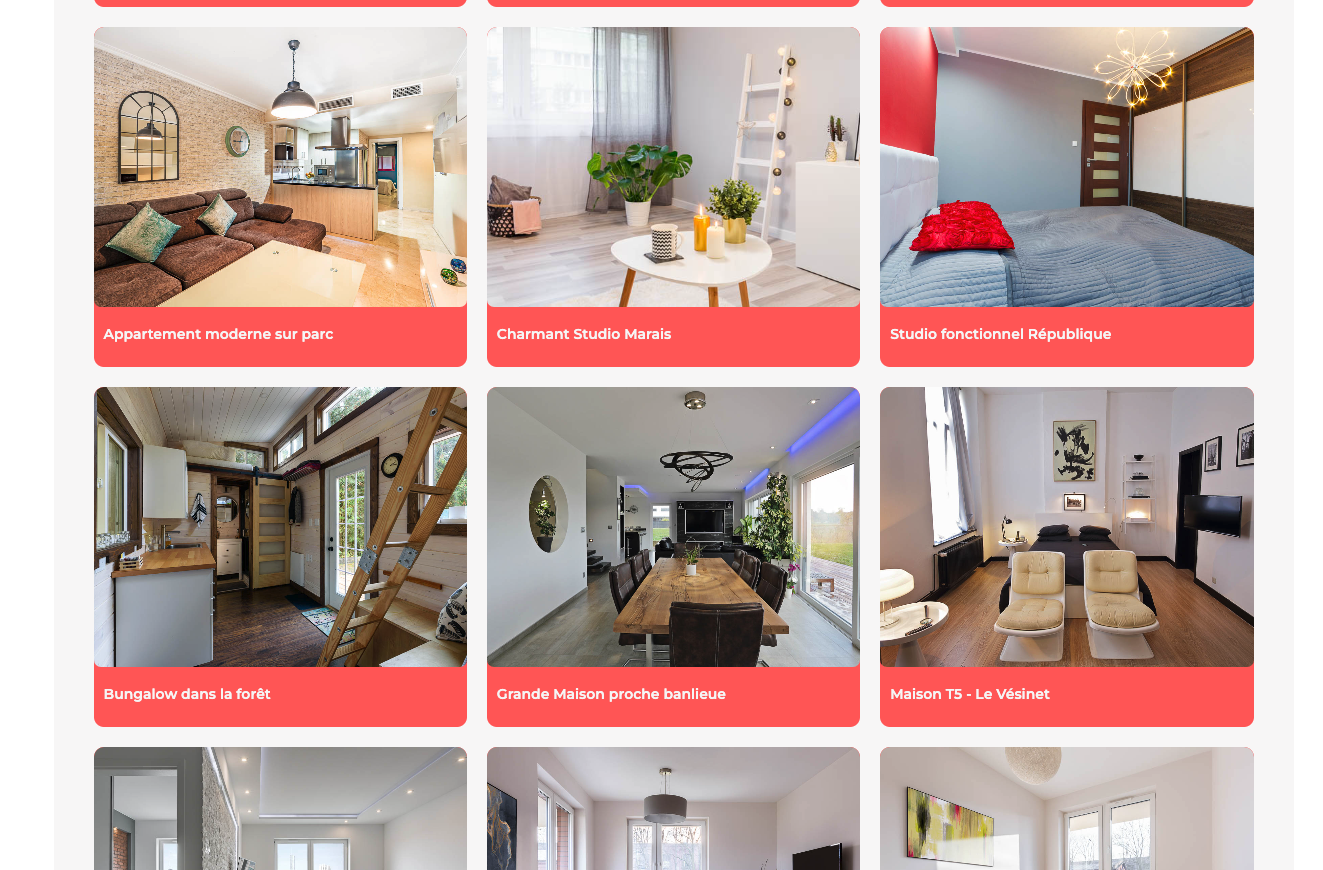 Appartement moderne sur parc
Charmant Studio Marais
Studio fonctionnel République
Bungalow dans la forêt
Grande Maison proche banlieue
Maison T5 - Le Vésinet